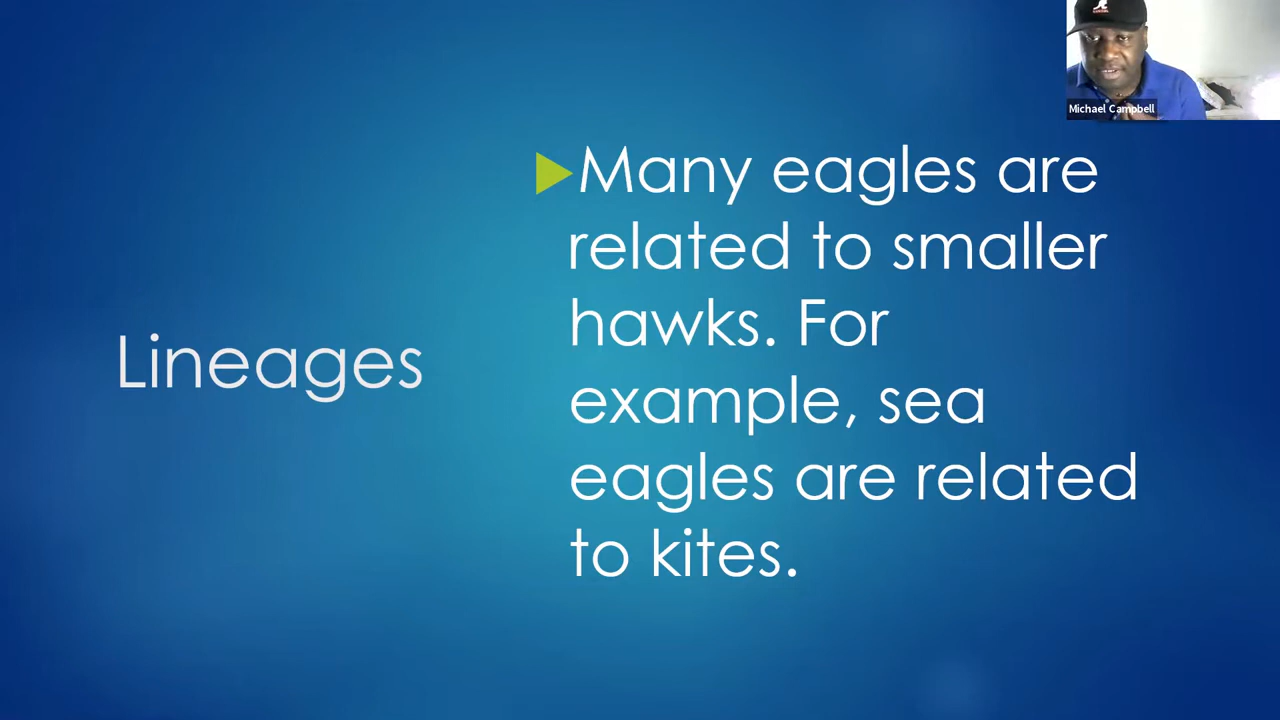 Michael Campbell
Lineages
Many eagles are
related to smaller
hawks. For
example, sea
eagles are related
to kites.